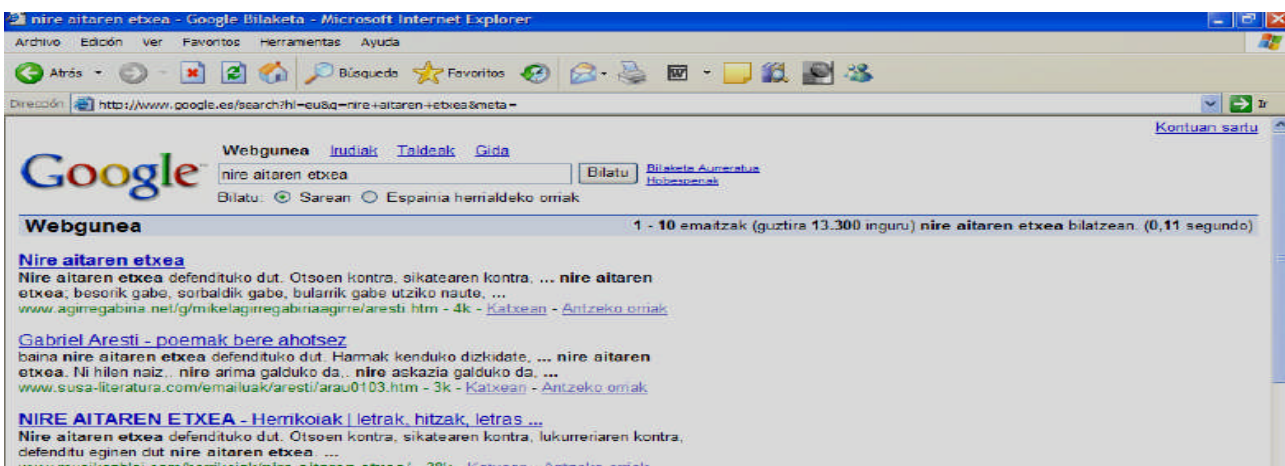 nire aitaren etxea - Google Bilaketa - Microsoft Internet Explorer
Archivo Edición Ver Favoritos Herramientas Ayuda
Atrás Búsqueda Favoritos
Dirección http://www.google.es/search?hl=eu&q=nire+aitaren+etxea&meta= Ir
Kontuan sartu
Google Webgunea Irudiak Taldeak Gida
nire aitaren etxea Bilatu Bilaketa Aurreratua
Hobespenak
Bilatu: Sarean Espainia herrialdeko orriak
Webgunea 1 - 10 emaitzak (guztira 13.300 inguru) nire aitaren etxea bilatzean. (0,11 segundo)
Nire aitaren etxea
Nire aitaren etxea defendituko dut. Otsoen kontra, sikatearen kontra, ... nire aitaren
etxea; besorik gabe, sorbaldik gabe, bularrik gabe utziko naute, ...
www.agirregabiria.net/g/mikelagirregabiriaagirre/aresti.htm - 4k - Katxean - Antzeko orriak
Gabriel Aresti - poemak bere ahotsez
baina nire aitaren etxea defendituko dut. Harmak kenduko dizkidate, ... nire aitaren
etxea. Ni hilen naiz,. nire arima galduko da,. nire askazia galduko da, ...
www.susa-literatura.com/emailuak/aresti/arau0103.htm - 3k - Katxean - Antzeko orriak
NIRE AITAREN ETXEA - Herrikoiak | letrak, hitzak, letras ...
Nire aitaren etxea defendituko dut. Otsoen kontra, sikatearen kontra, lukurreriaren kontra,
defenditu eginen dut nire aitaren etxea. ...